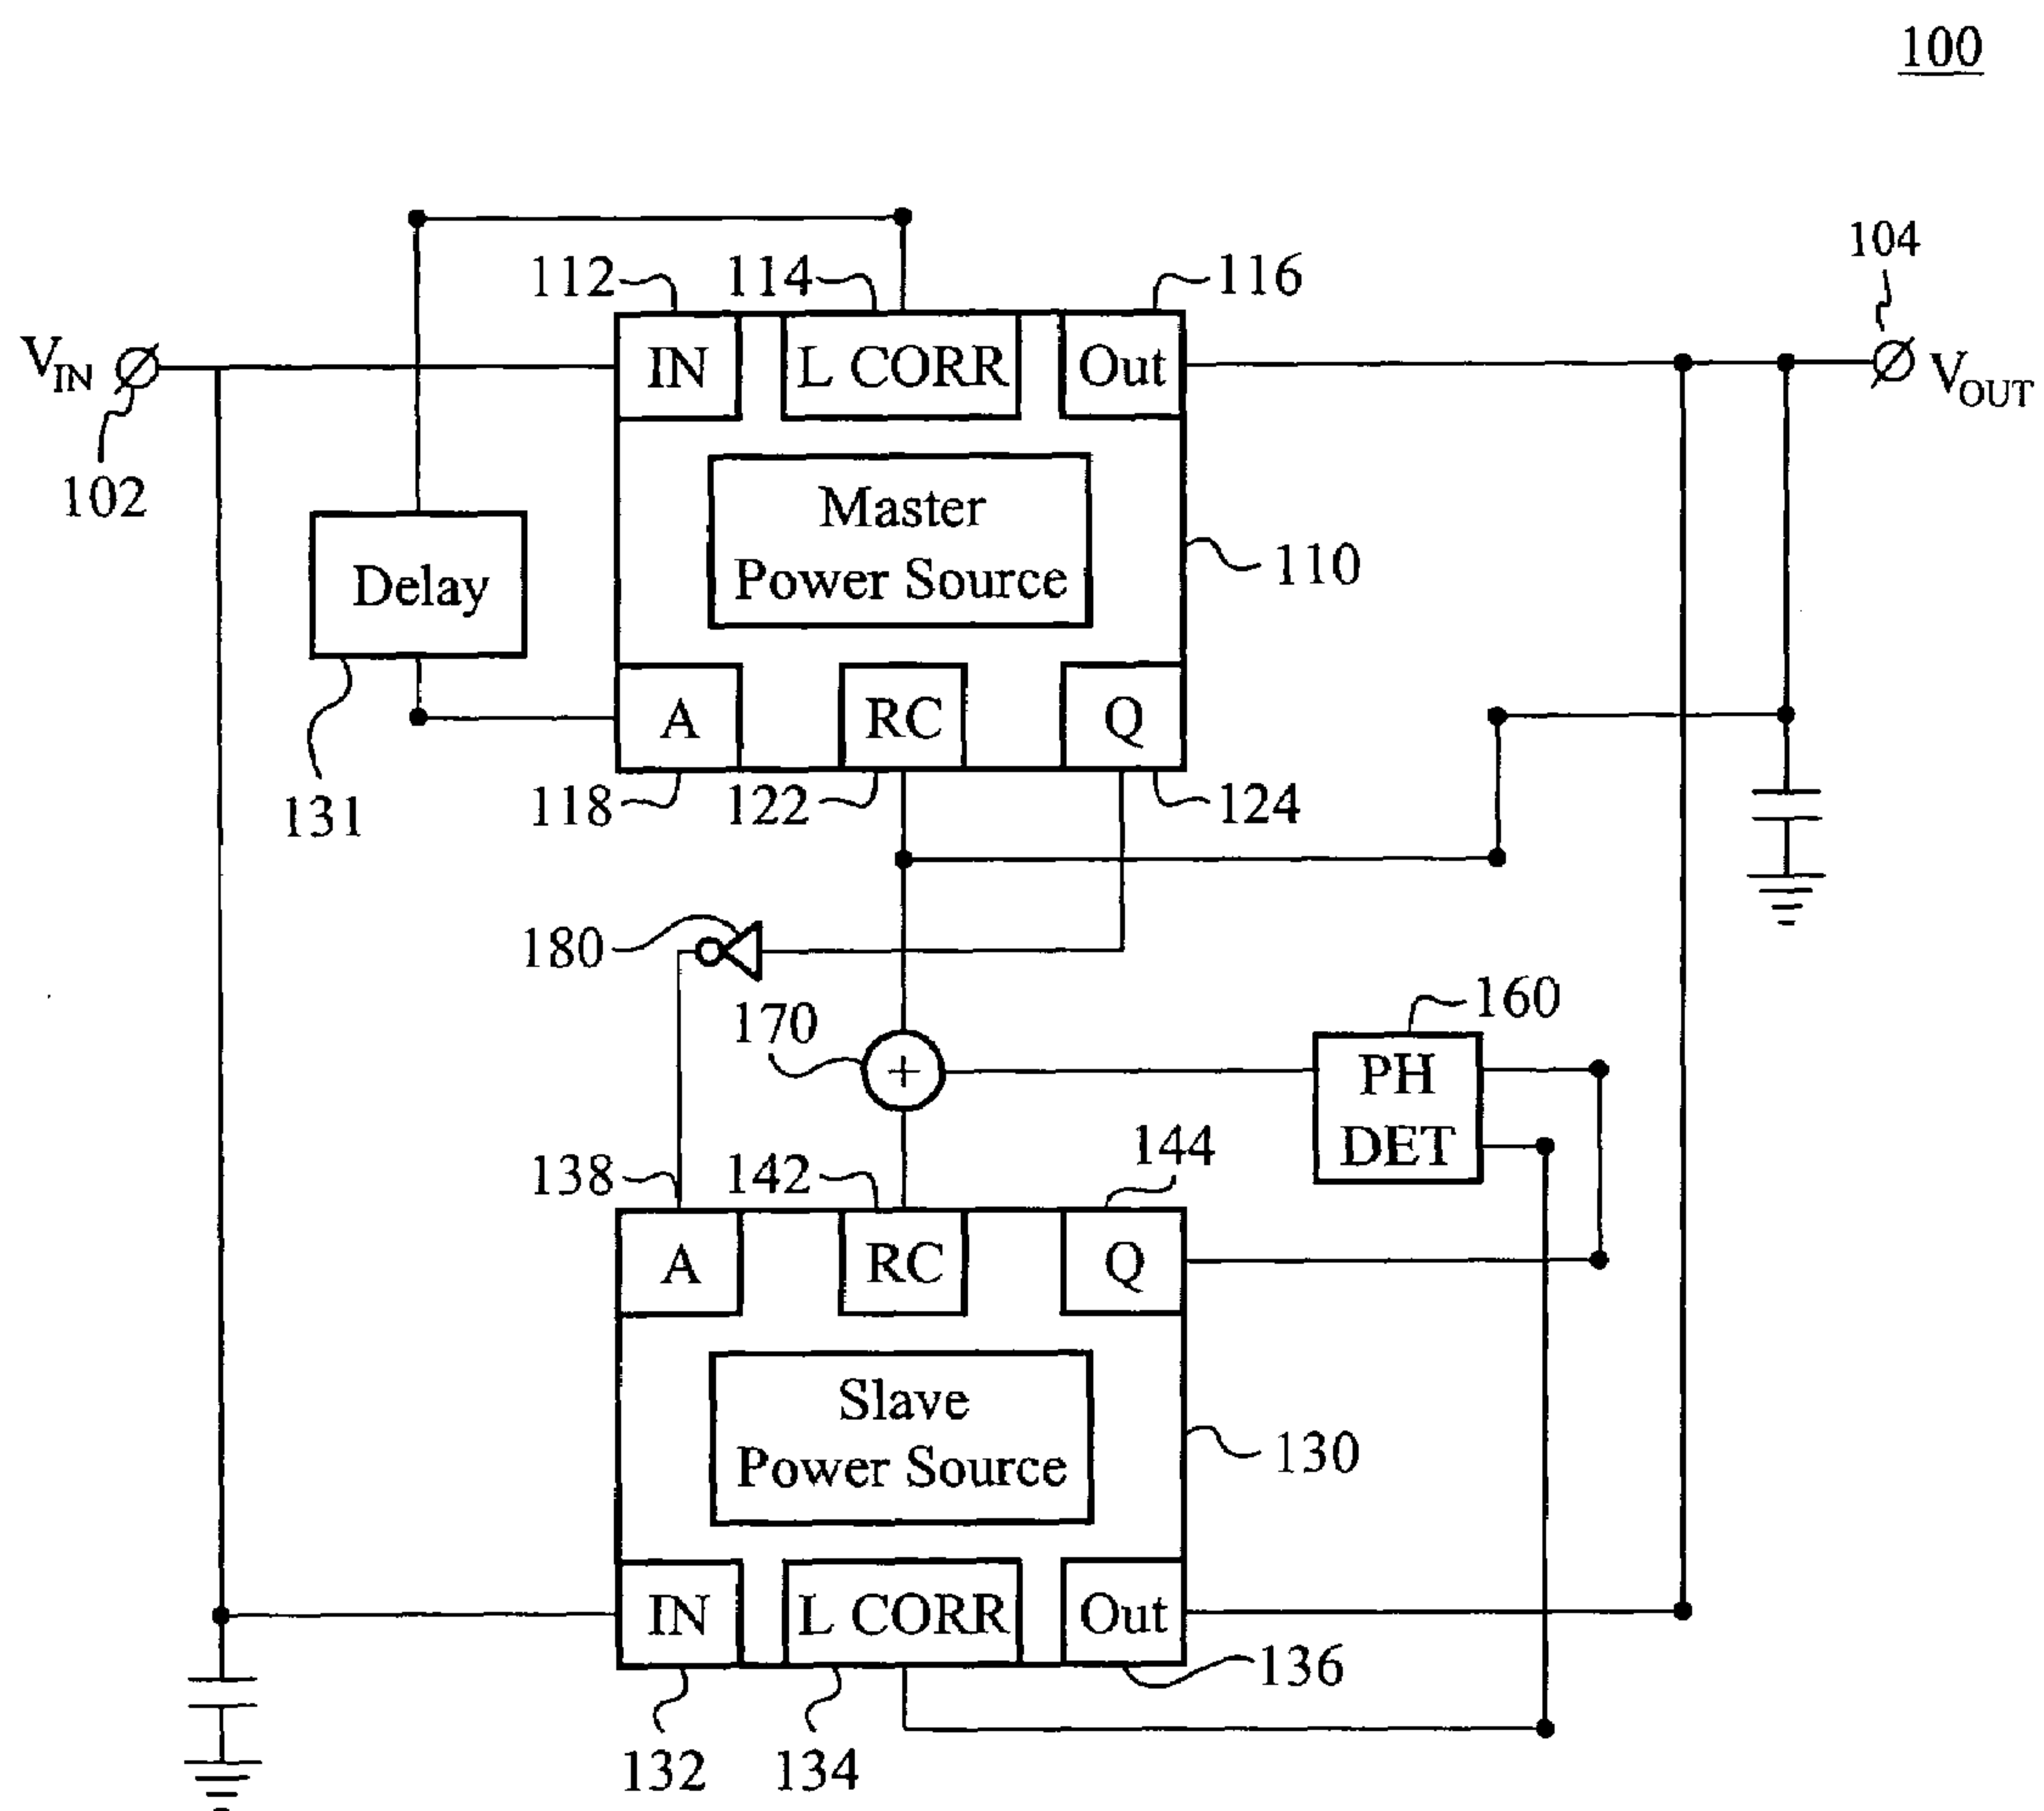 100
104
112
114
116
V_IN
IN
L CORR
Out
V_OUT
102
Master
Power Source
110
Delay
A
RC
Q
131
118
122
124
180
170
160
PH
DET
138
142
144
A
RC
Q
Slave
Power Source
130
IN
L CORR
Out
136
132
134